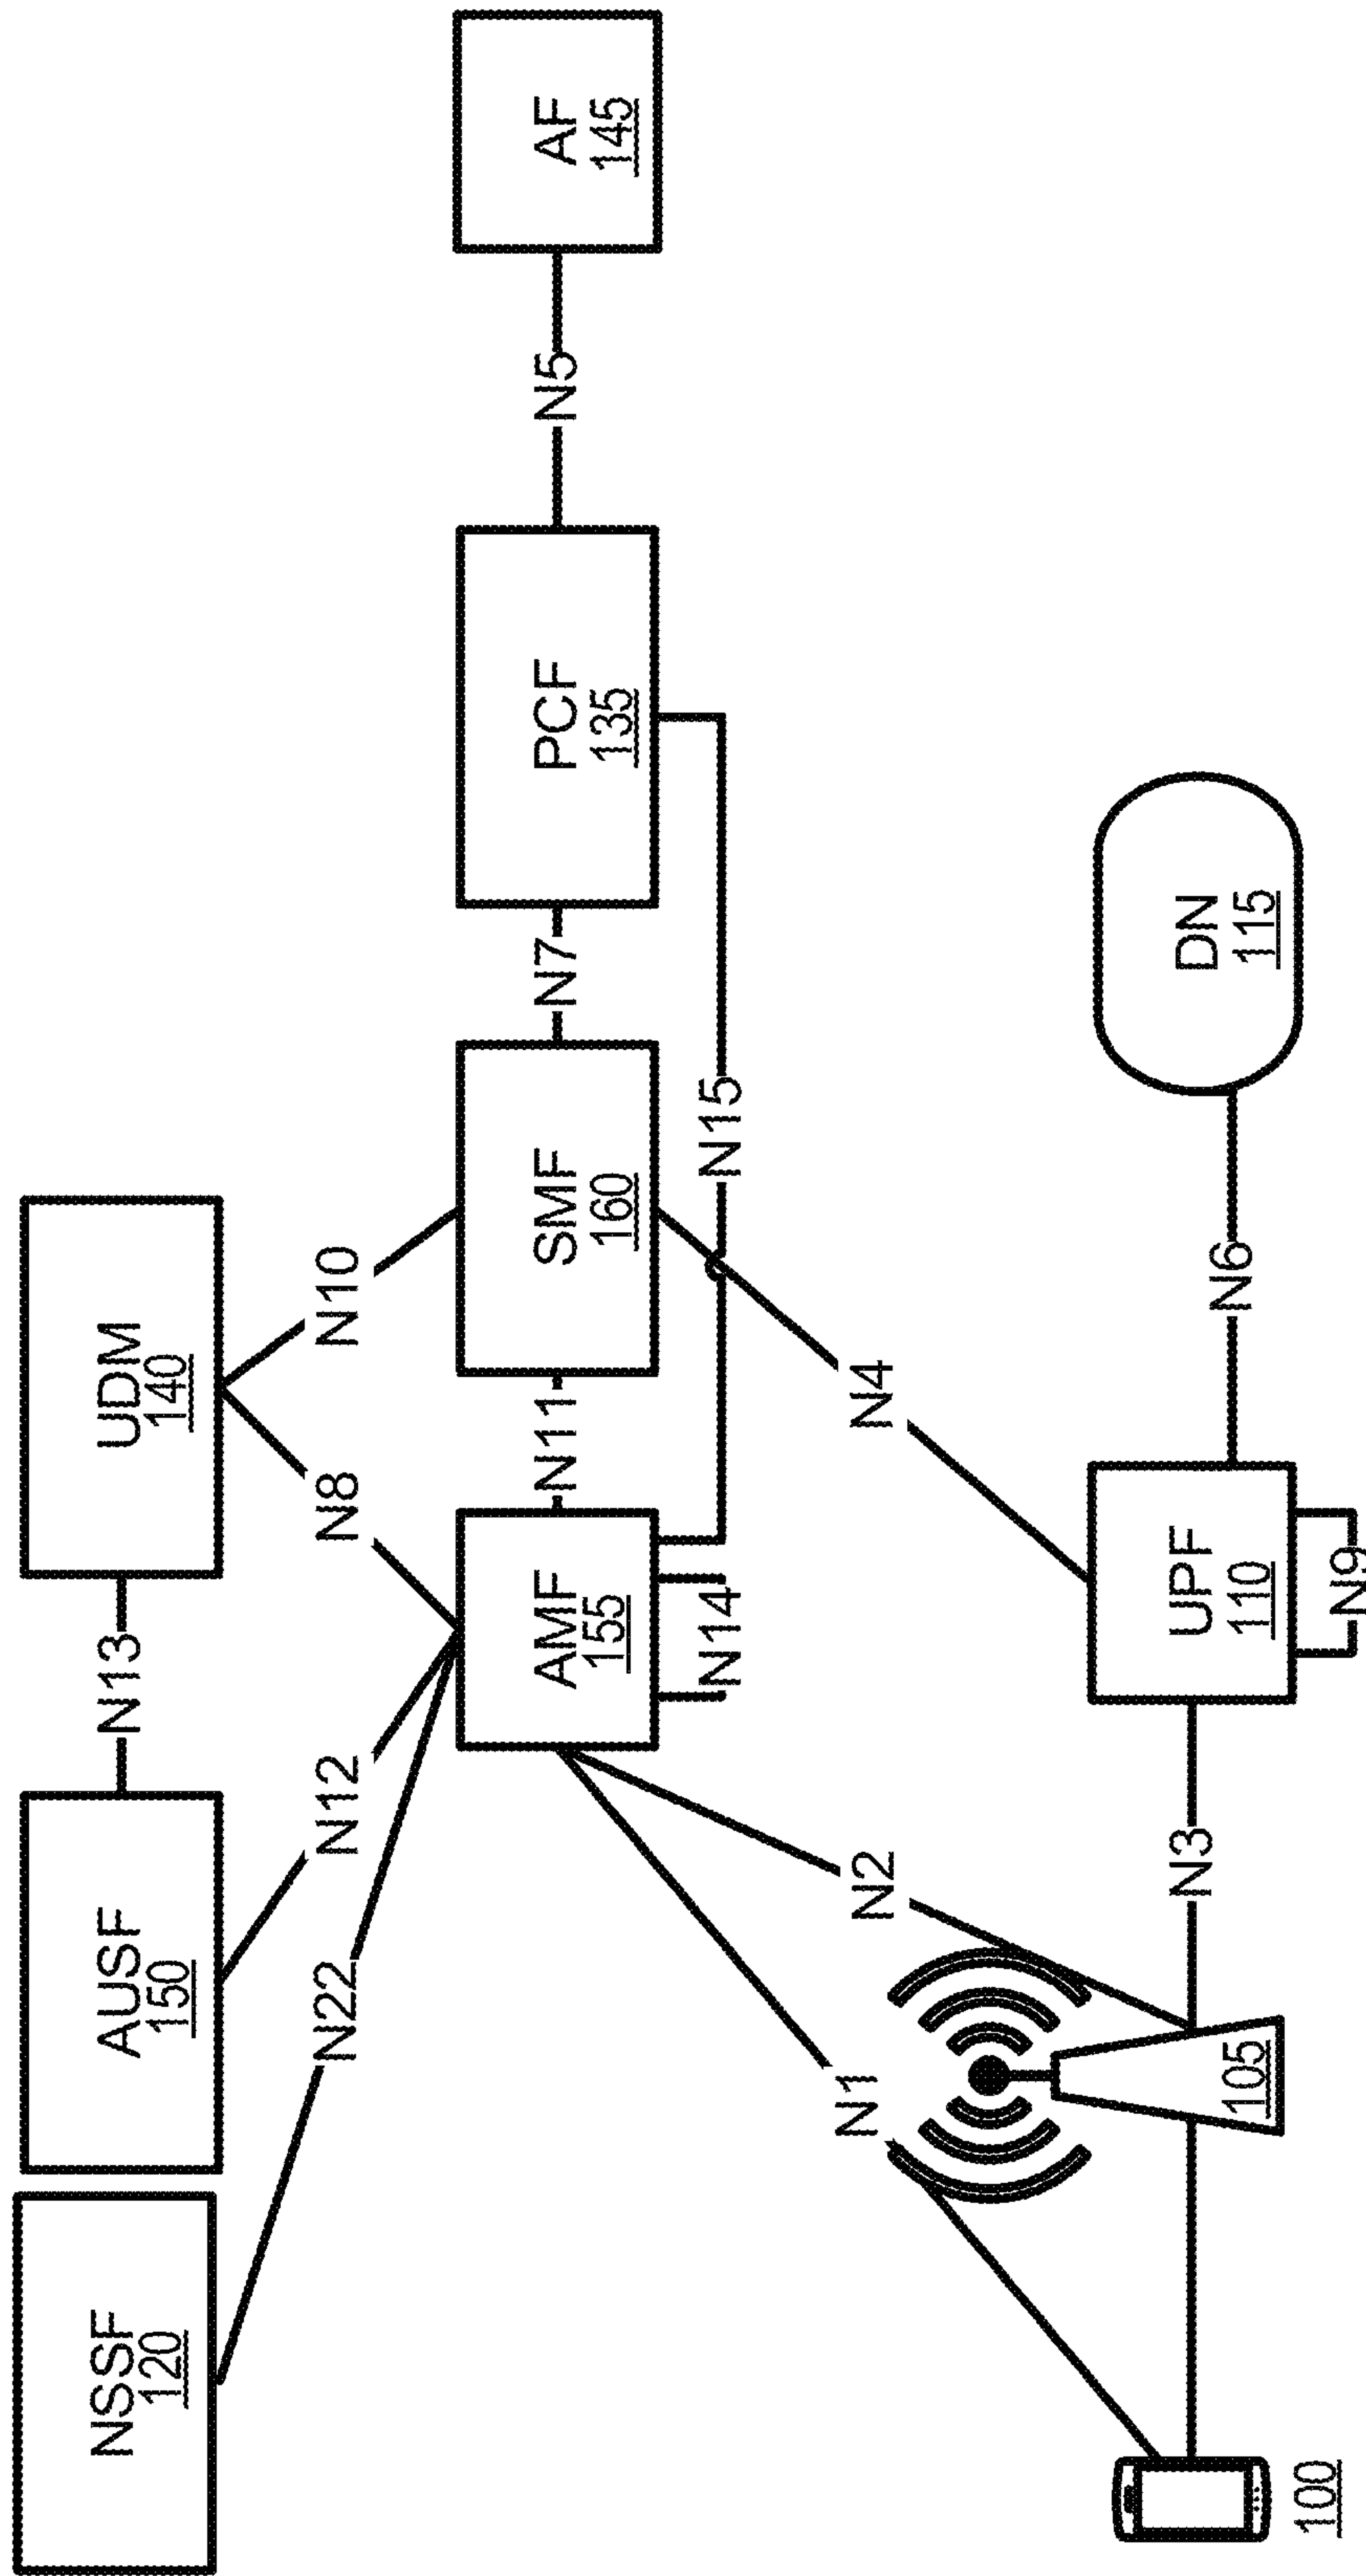 NSSF
120
AUSF
150
N13
UDM
140
N22
N12
N8
N10
AMF
155
N11
SMF
160
N7
PCF
135
N5
AF
145
N14
N15
N1
N2
N4
105
N3
UPF
110
N6
DN
115
N9
100